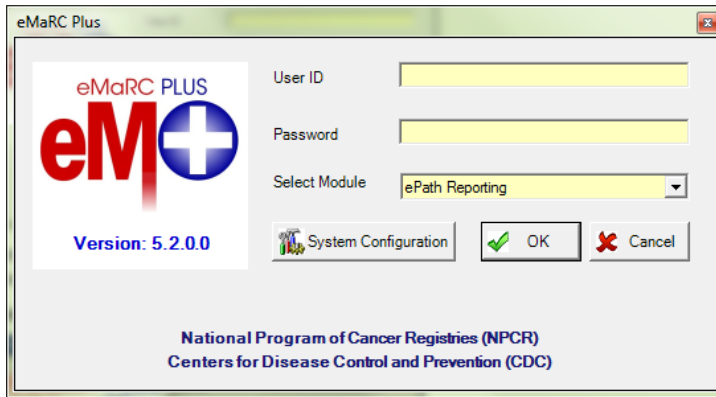 eMaRC Plus
User ID
eMaRC PLUS
eM
Password
Select Module
ePath Reporting
Version: 5.2.0.0
System Configuration
OK
Cancel
National Program of Cancer Registries (NPCR)
Centers for Disease Control and Prevention (CDC)